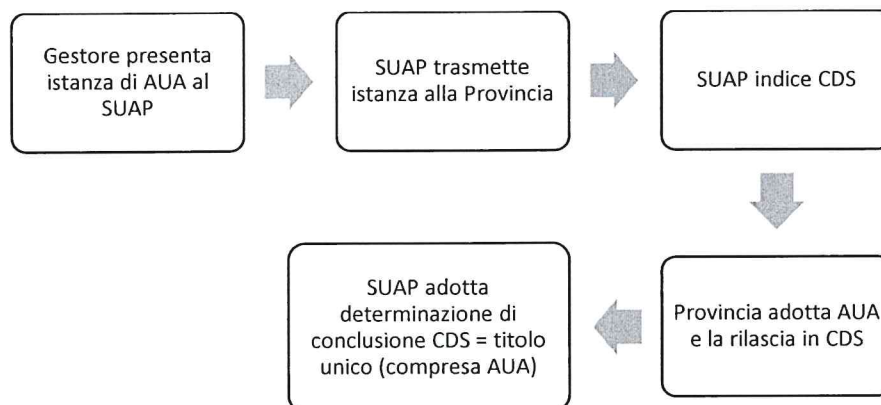 Gestore presenta
istanza di AUA al
SUAP
SUAP trasmette
istanza alla Provincia
SUAP indice CDS
Provincia adotta AUA
e la rilascia in CDS
SUAP adotta
determinazione di
conclusione CDS = titolo
unico (compresa AUA)